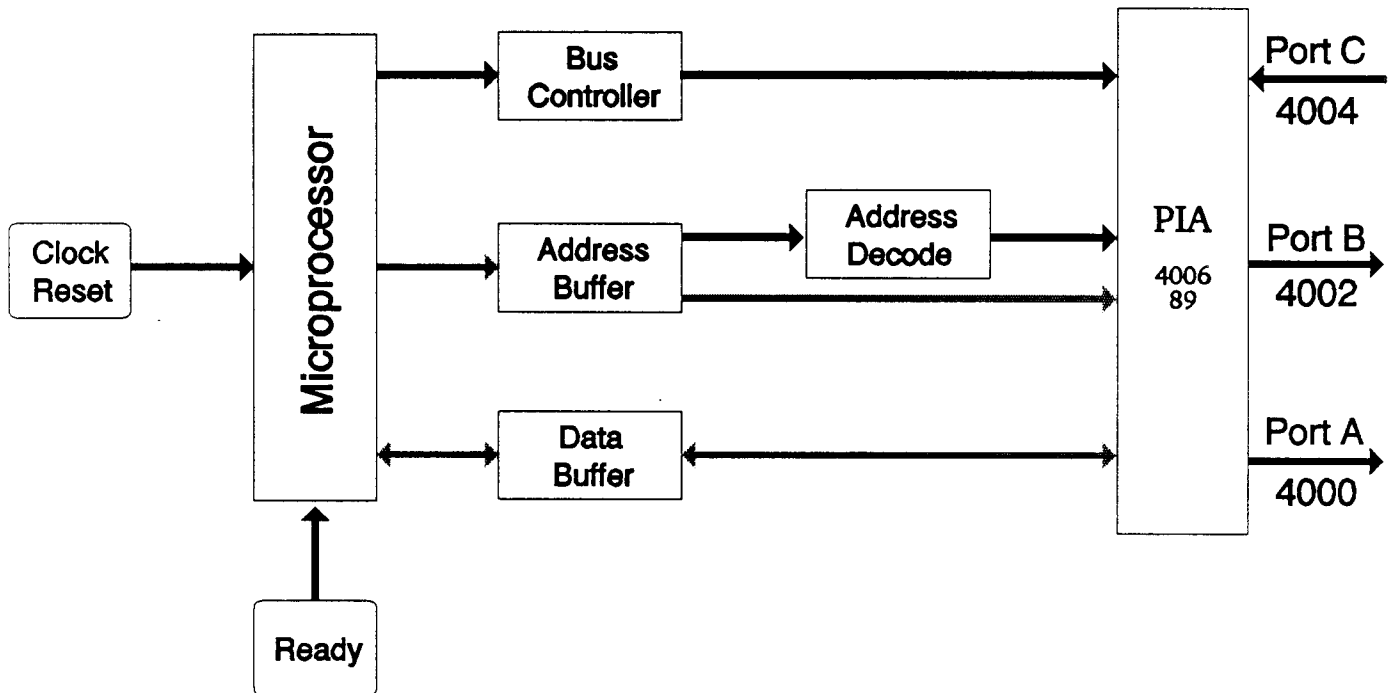 Clock
Reset
Microprocessor
Ready
Bus
Controller
Address
Buffer
Data
Buffer
Address
Decode
PIA
4006
89
Port C
4004
Port B
4002
Port A
4000